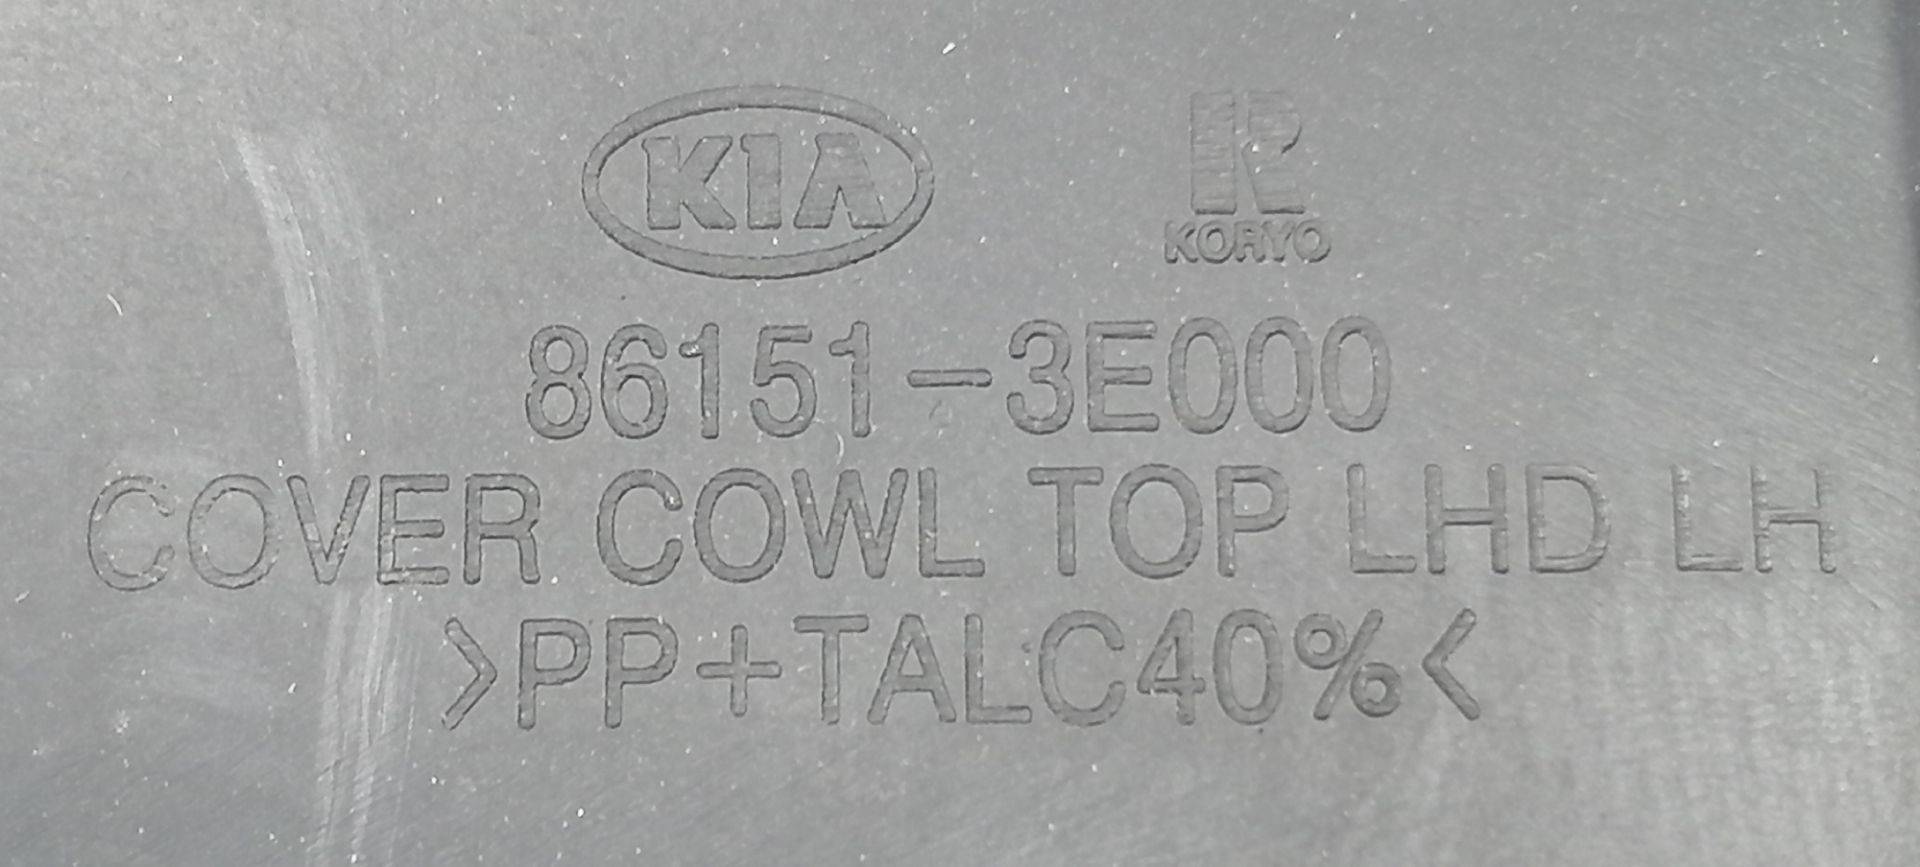 KIA
KORYO
86151-3E000
COVER COWL TOP LHD LH
>PP+TALC40%<